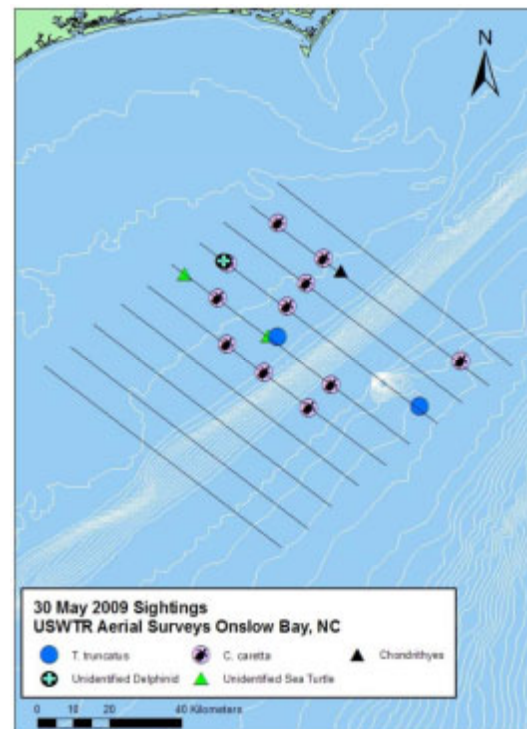 N
30 May 2009 Sightings
USWTR Aerial Surveys Onslow Bay, NC
T. truncatus
C. caretta
Chondrithyes
Unidentified Delphinid
Unidentified Sea Turtle
0 5 10 20 40 Kilometers